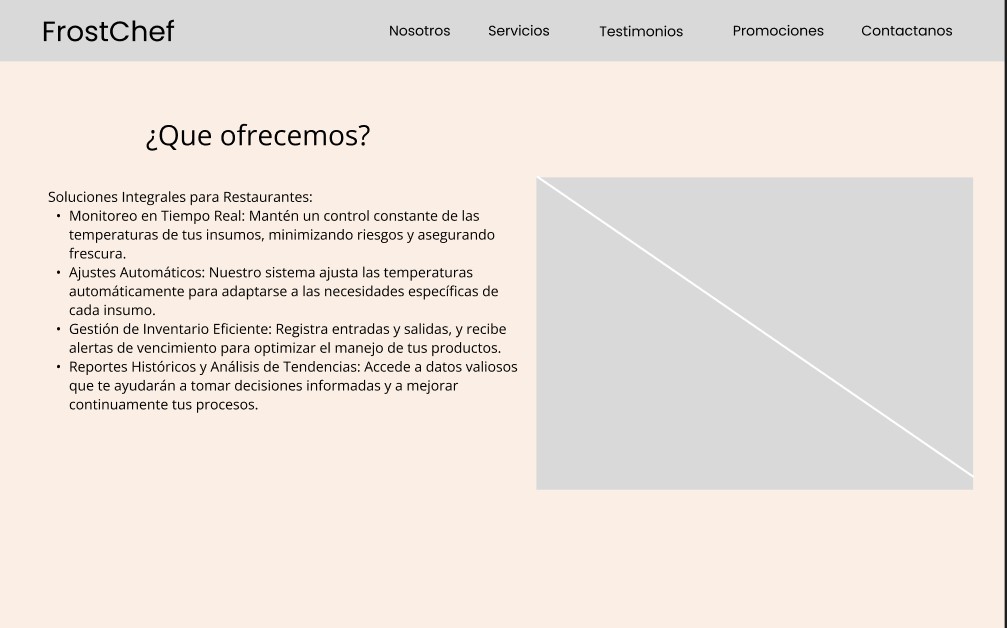 FrostChef
Nosotros
Servicios
Testimonios
Promociones
Contactanos
¿Que ofrecemos?
Soluciones Integrales para Restaurantes:
• Monitoreo en Tiempo Real: Mantén un control constante de las
temperaturas de tus insumos, minimizando riesgos y asegurando
frescura.
• Ajustes Automáticos: Nuestro sistema ajusta las temperaturas
automáticamente para adaptarse a las necesidades específicas de
cada insumo.
• Gestión de Inventario Eficiente: Registra entradas y salidas, y recibe
alertas de vencimiento para optimizar el manejo de tus productos.
• Reportes Históricos y Análisis de Tendencias: Accede a datos valiosos
que te ayudarán a tomar decisiones informadas y a mejorar
continuamente tus procesos.